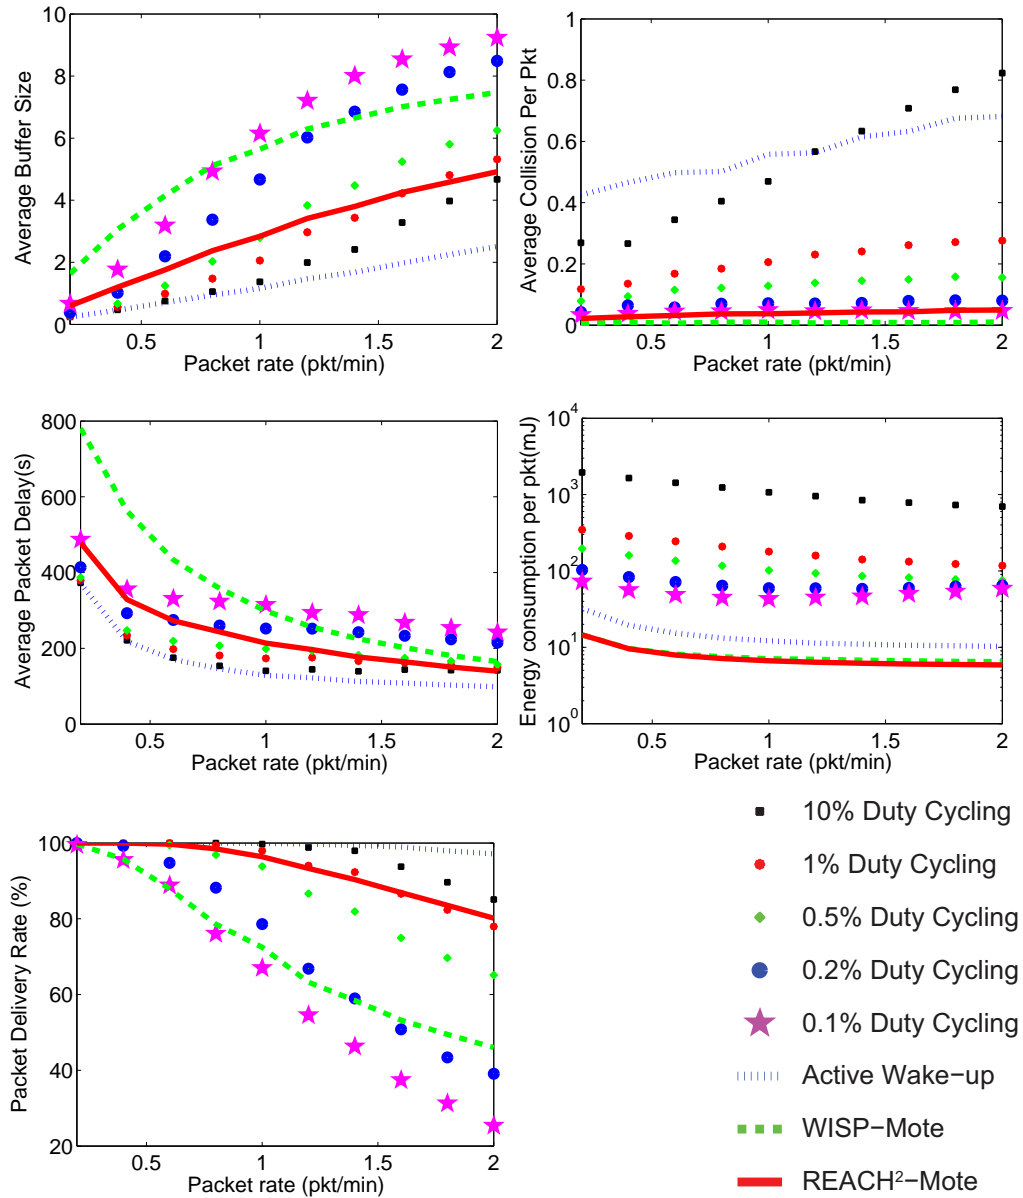 10
8
6
4
2
0
0.5
1
1.5
2
Average Buffer Size
Packet rate (pkt/min)
1
0.8
0.6
0.4
0.2
0
0.5
1
1.5
2
Average Collision Per Pkt
Packet rate (pkt/min)
800
600
400
200
0
0.5
1
1.5
2
Average Packet Delay(s)
Packet rate (pkt/min)
10^4
10^3
10^2
10^1
10^0
0.5
1
1.5
2
Energy consumption per pkt(mJ)
Packet rate (pkt/min)
100
80
60
40
20
0.5
1
1.5
2
Packet Delivery Rate (%)
Packet rate (pkt/min)
10% Duty Cycling
1% Duty Cycling
0.5% Duty Cycling
0.2% Duty Cycling
0.1% Duty Cycling
Active Wake−up
WISP−Mote
REACH²−Mote